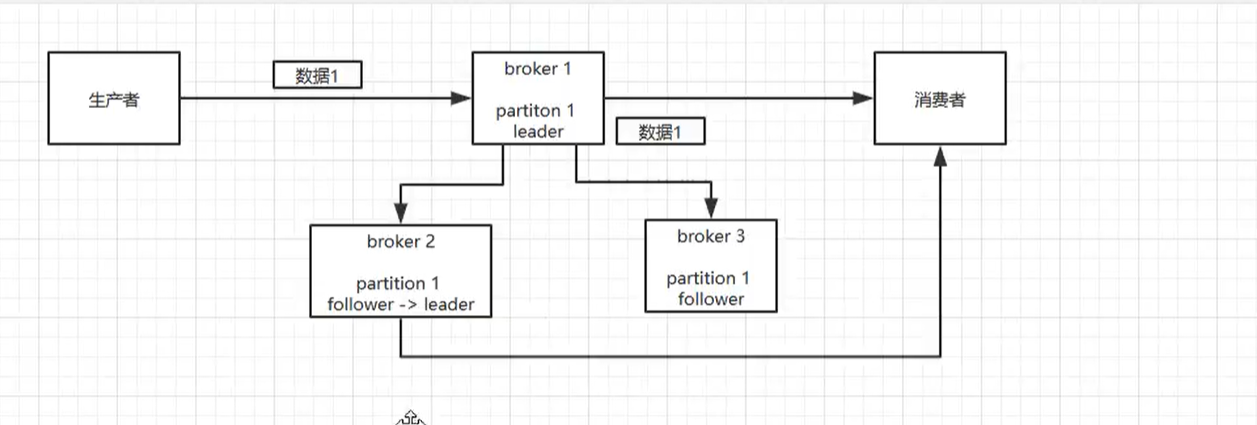 生产者
数据1
broker 1
partiton 1
leader
数据1
消费者
broker 2
partition 1
follower -> leader
broker 3
partition 1
follower